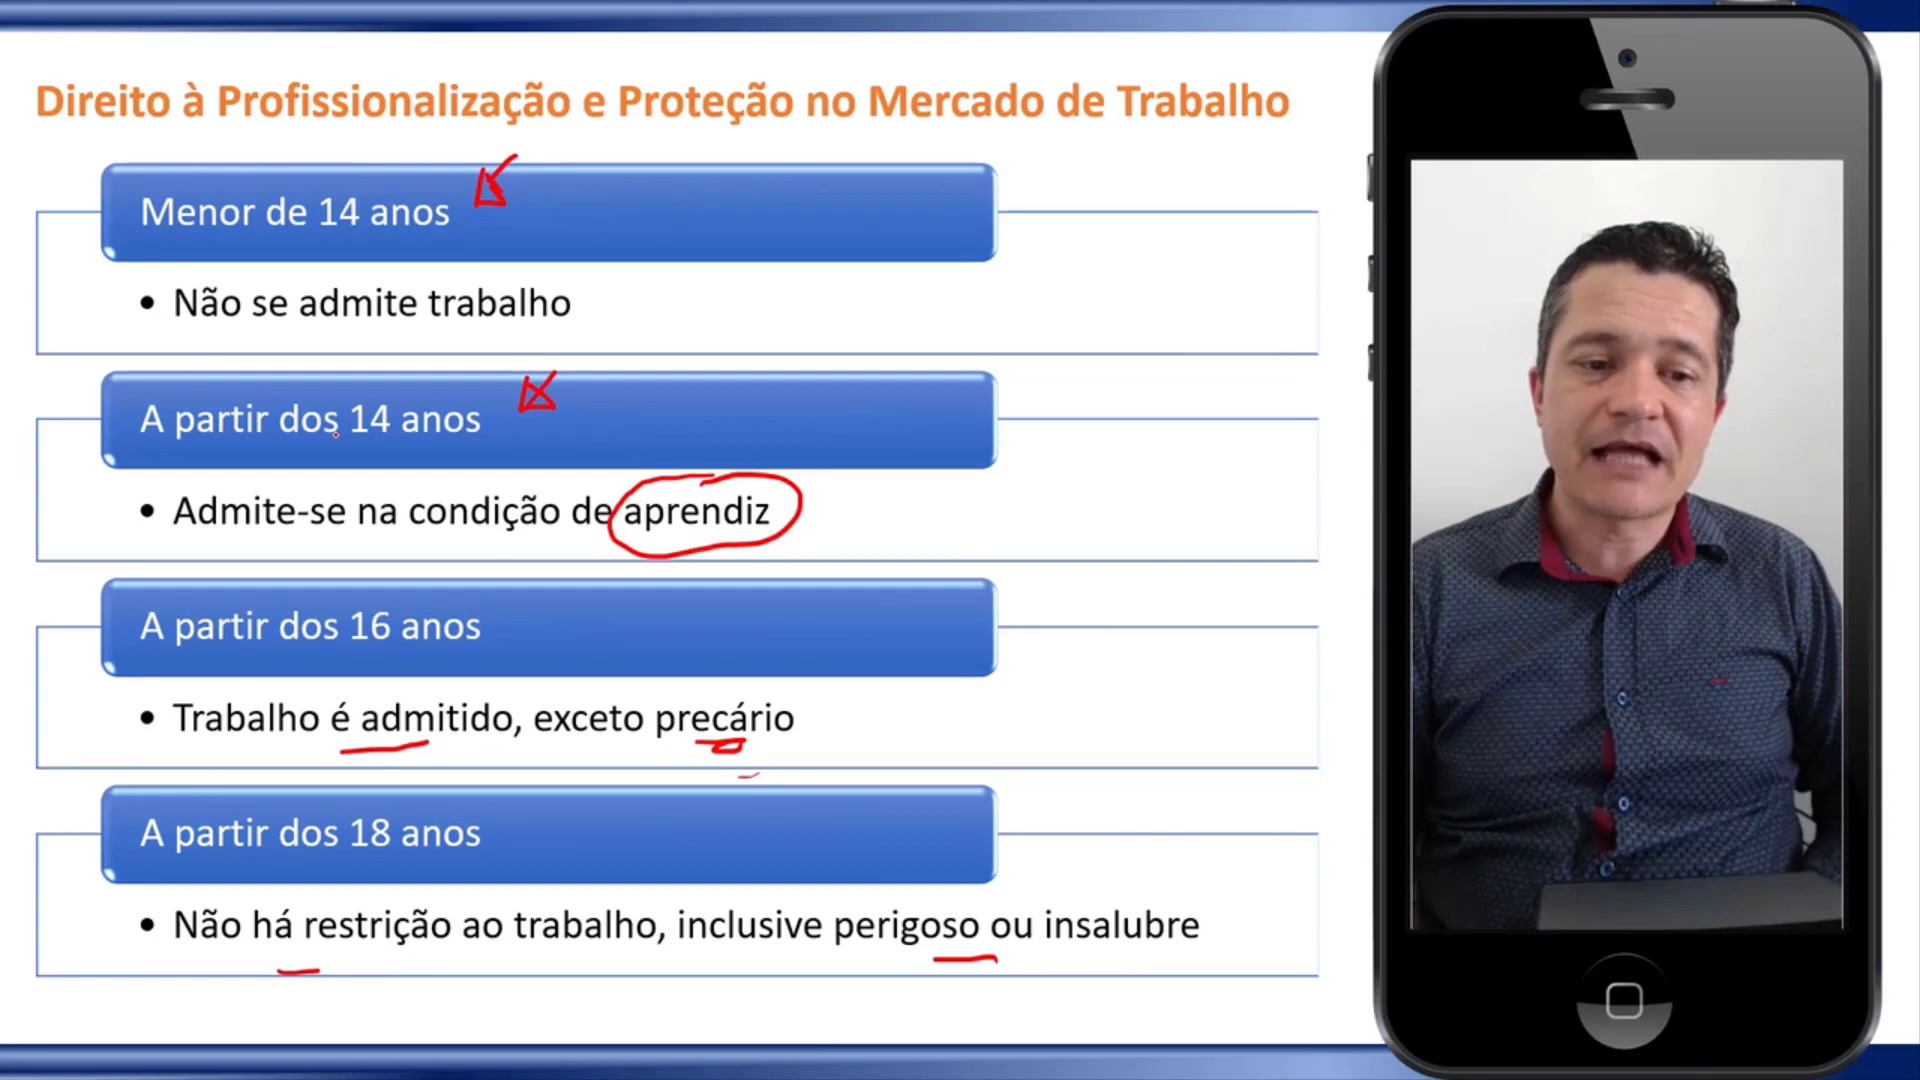 Direito à Profissionalização e Proteção no Mercado de Trabalho
Menor de 14 anos
• Não se admite trabalho
A partir dos 14 anos
• Admite-se na condição de aprendiz
A partir dos 16 anos
• Trabalho é admitido, exceto precário
A partir dos 18 anos
• Não há restrição ao trabalho, inclusive perigoso ou insalubre